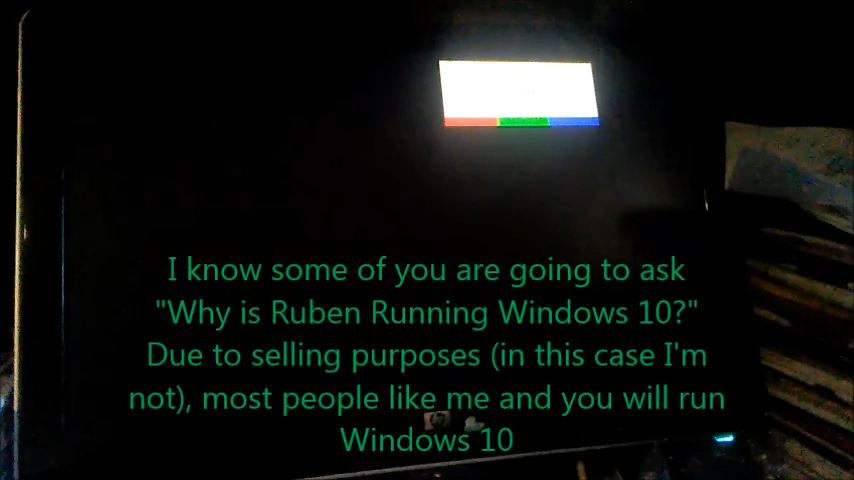 I know some of you are going to ask
"Why is Ruben Running Windows 10?"
Due to selling purposes (in this case I'm
not), most people like me and you will run
Windows 10